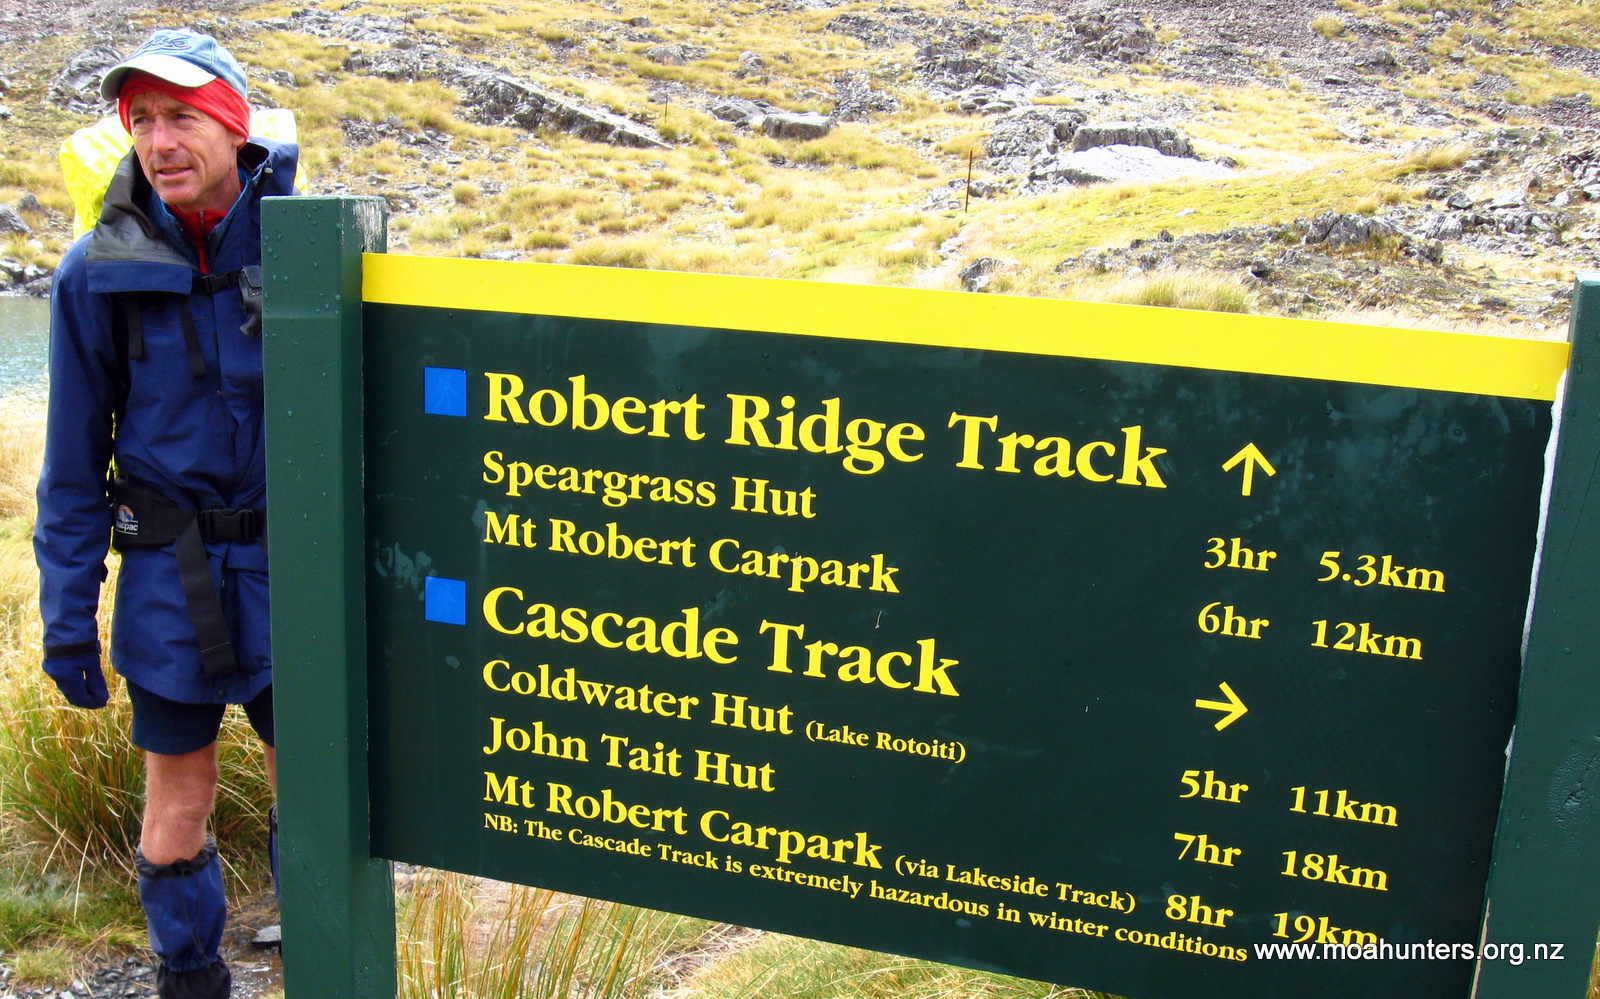 Robert Ridge Track ↑
Speargrass Hut 3hr 5.3km
Mt Robert Carpark 6hr 12km
Cascade Track →
Coldwater Hut (Lake Rotoiti) 5hr 11km
John Tait Hut 7hr 18km
Mt Robert Carpark (via Lakeside Track) 8hr 19km
NB: The Cascade Track is extremely hazardous in winter conditions
www.moahunters.org.nz